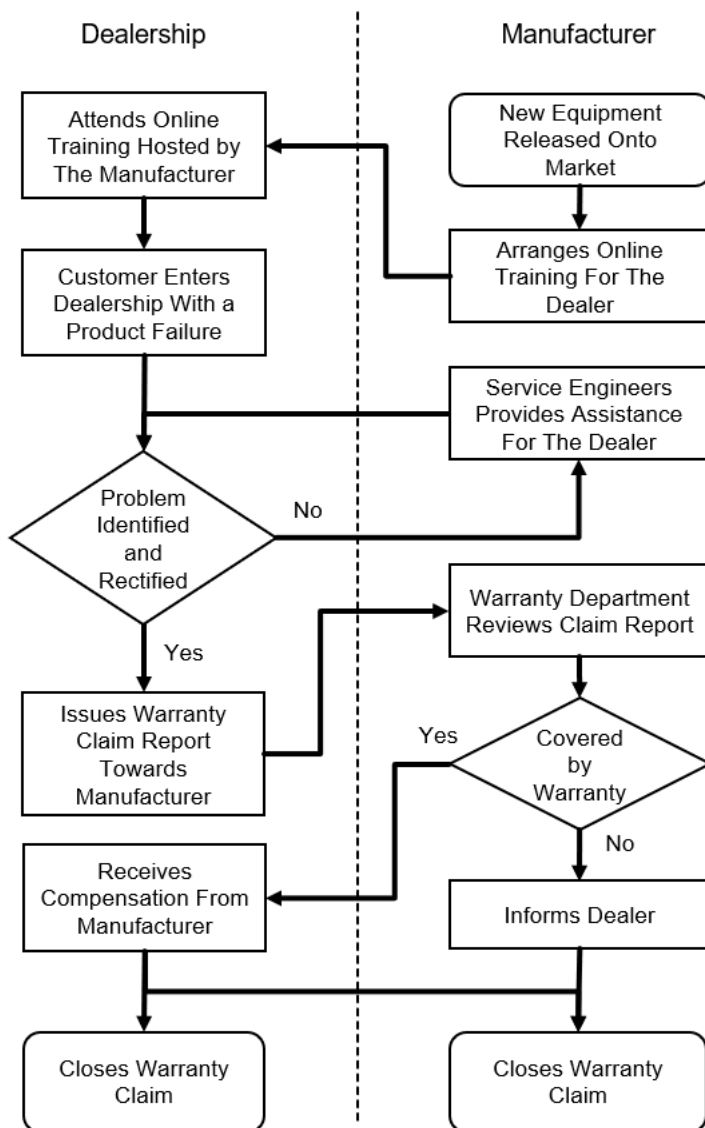 Dealership
Manufacturer
Attends Online
Training Hosted by
The Manufacturer
New Equipment
Released Onto
Market
Arranges Online
Training For The
Dealer
Customer Enters
Dealership With a
Product Failure
Service Engineers
Provides Assistance
For The Dealer
Problem
Identified
and
Rectified
No
Yes
Warranty Department
Reviews Claim Report
Issues Warranty
Claim Report
Towards
Manufacturer
Yes
Covered
by
Warranty
No
Receives
Compensation From
Manufacturer
Informs Dealer
Closes Warranty
Claim
Closes Warranty
Claim